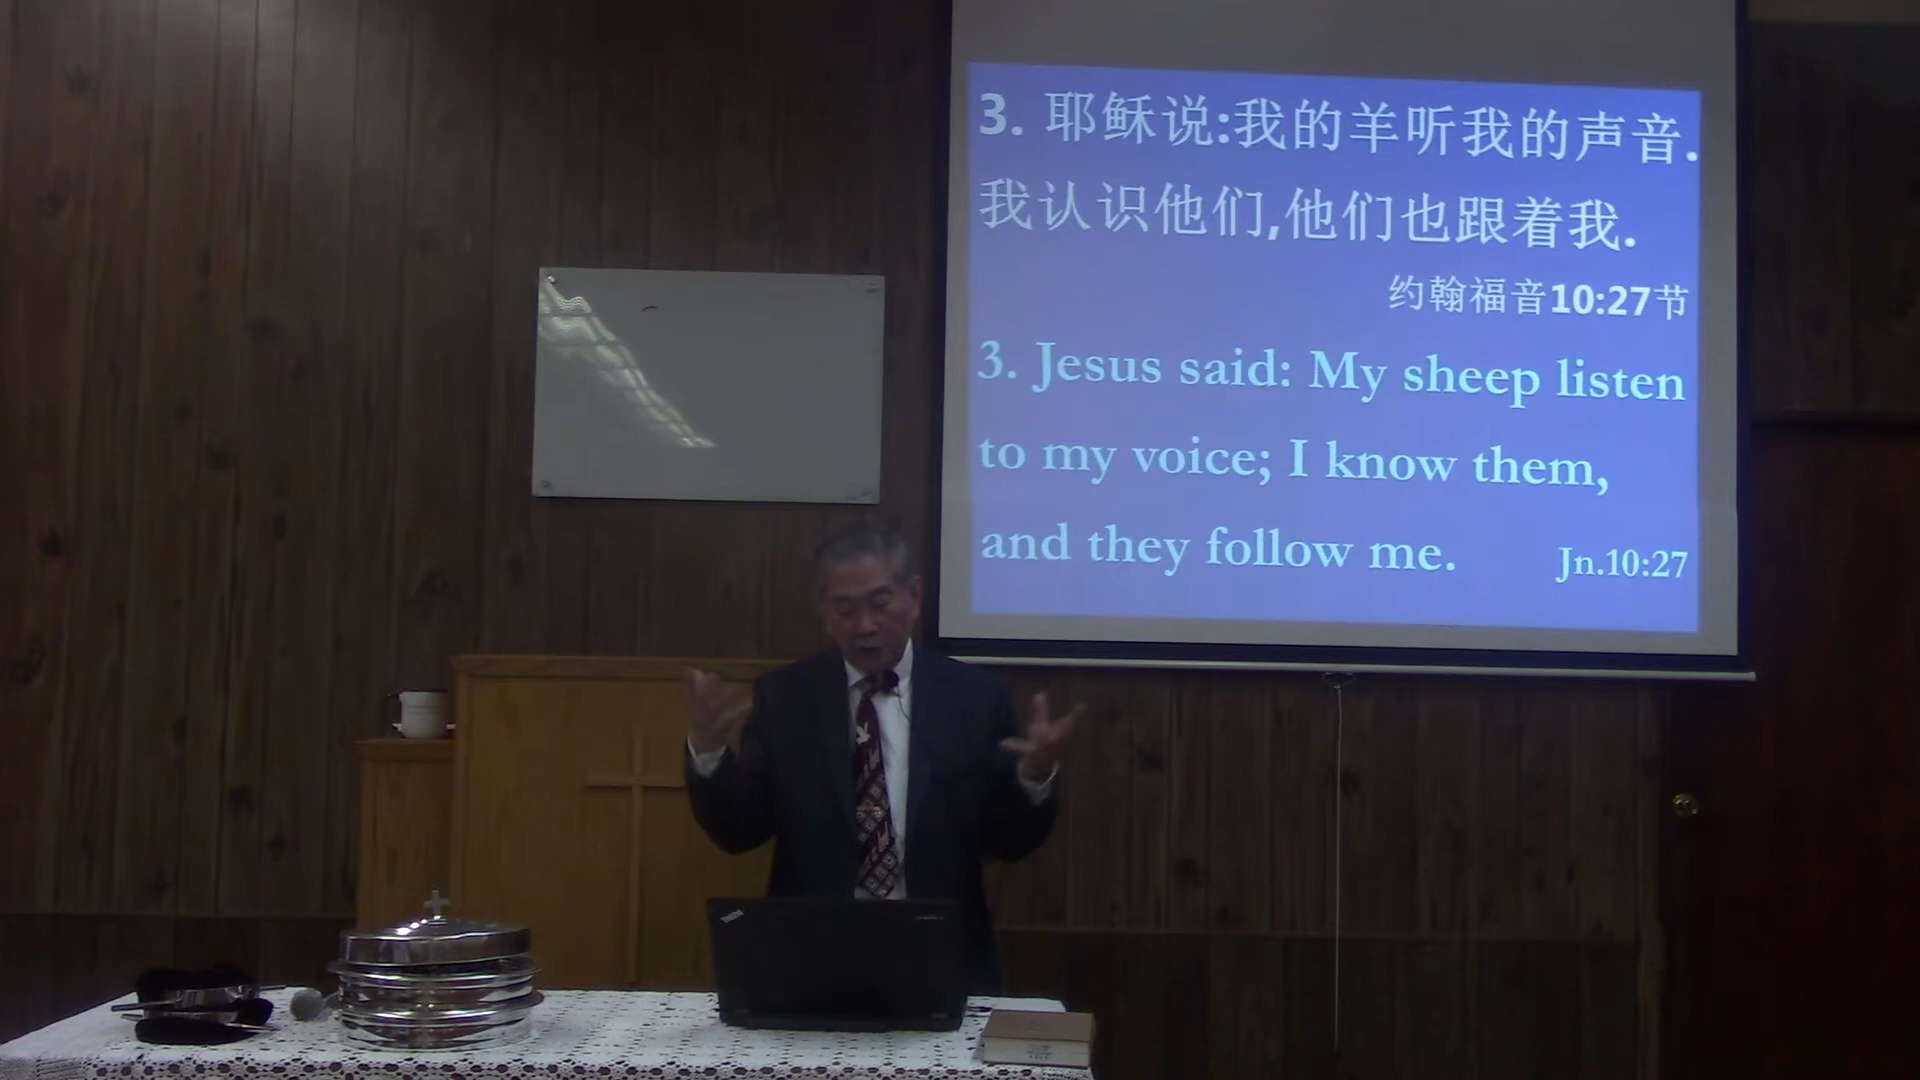 3. 耶稣说:我的羊听我的声音.
我认识他们,他们也跟着我.
约翰福音10:27节
3. Jesus said: My sheep listen
to my voice; I know them,
and they follow me.
Jn.10:27
ThinkPad